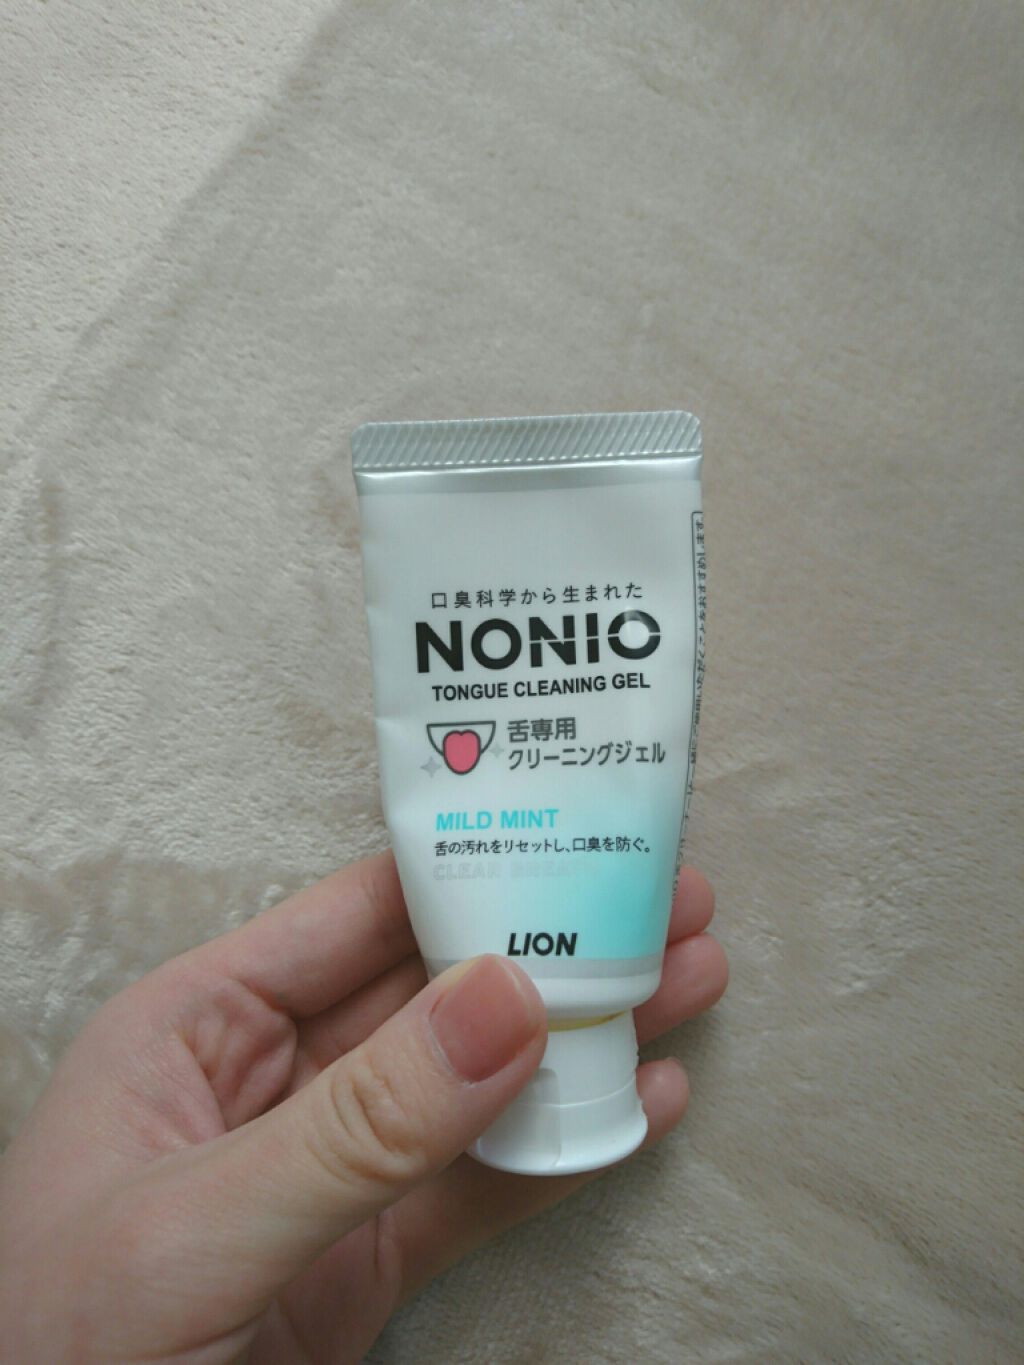 口臭科学から生まれた
NONIO
TONGUE CLEANING GEL
舌専用
クリーニングジェル
MILD MINT
舌の汚れをリセットし、口臭を防ぐ。
CLEAR BREATH
LION